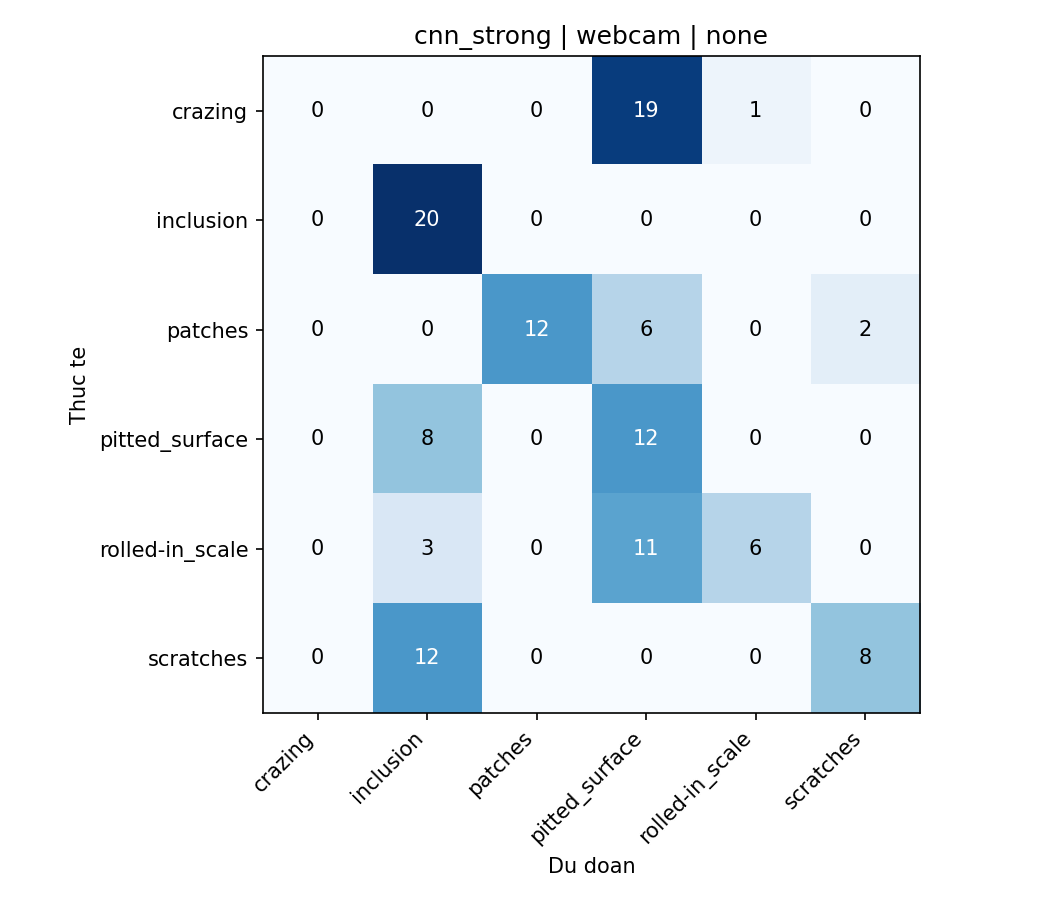 cnn_strong | webcam | none
crazing 0 0 0 19 1 0
inclusion 0 20 0 0 0 0
patches 0 0 12 6 0 2
Thuc te
pitted_surface 0 8 0 12 0 0
rolled-in_scale 0 3 0 11 6 0
scratches 0 12 0 0 0 8
crazing inclusion patches pitted_surface rolled-in_scale scratches
Du doan